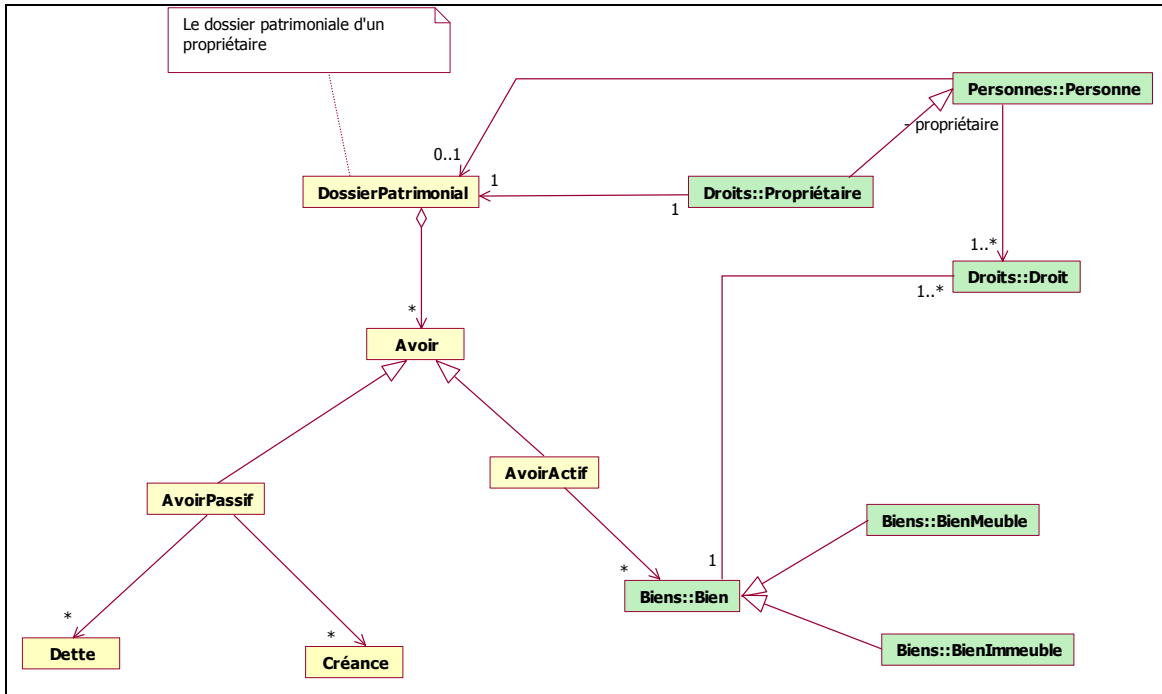 Le dossier patrimoniale d'un
propriétaire
Personnes::Personne
- propriétaire
0..1
1
DossierPatrimonial
Droits::Propriétaire
1
1..*
Droits::Droit
1..*
*
Avoir
AvoirActif
AvoirPassif
Biens::BienMeuble
1
*
Biens::Bien
*
*
Dette
Créance
Biens::BienImmeuble